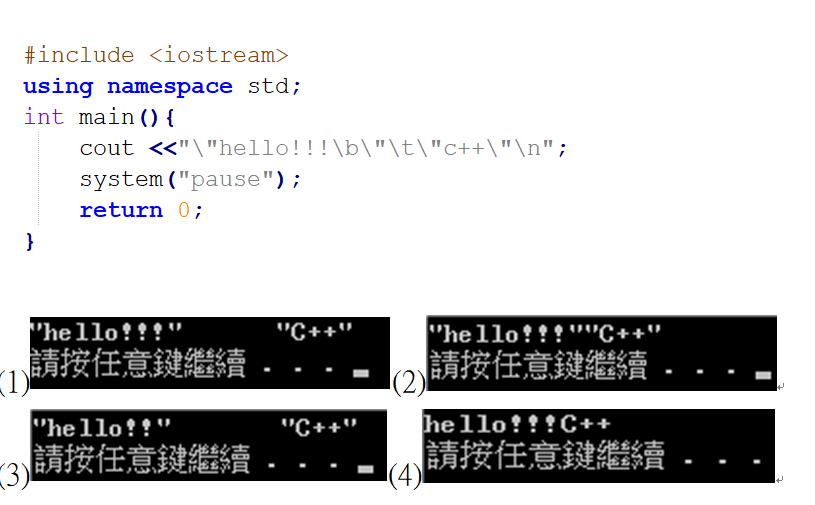 #include <iostream>
using namespace std;
int main(){
cout <<"\"hello!!!\b\"\t\"c++\"\n";
system("pause");
return 0;
}
"hello!!!" "C++"
(1)請按任意鍵繼續 . . . _
"hello!!!""C++"
(2)請按任意鍵繼續 . . . _
"hello!!" "C++"
(3)請按任意鍵繼續 . . . _
hello!!!C++
(4)請按任意鍵繼續 . . .